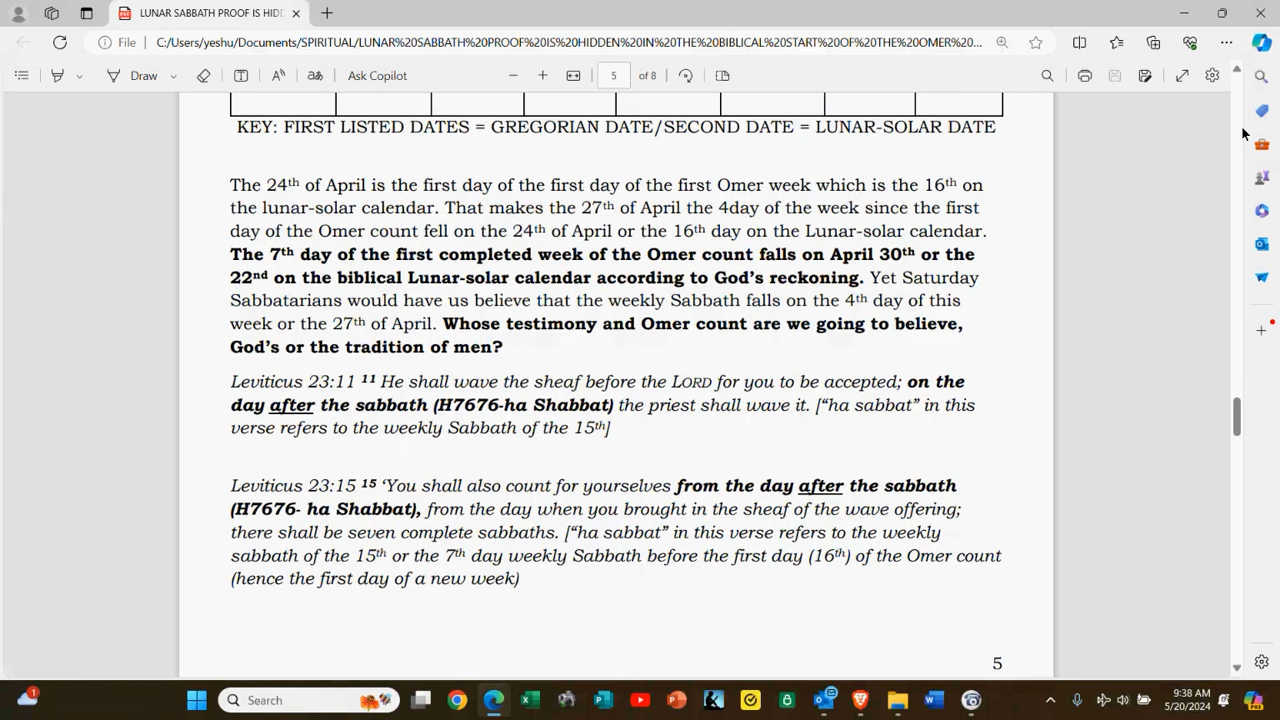 LUNAR SABBATH PROOF IS HIDD
File
C:/Users/yeshu/Documents/SPIRITUAL/LUNAR%20SABBATH%20PROOF%20IS%20HIDDEN%20IN%20THE%20BIBLICAL%20START%20OF%20THE%20OMER%20...
Draw
Ask Copilot
5 of 8
KEY: FIRST LISTED DATES = GREGORIAN DATE/SECOND DATE = LUNAR-SOLAR DATE
The 24th of April is the first day of the first day of the first Omer week which is the 16th on
the lunar-solar calendar. That makes the 27th of April the 4day of the week since the first
day of the Omer count fell on the 24th of April or the 16th day on the Lunar-solar calendar.
The 7th day of the first completed week of the Omer count falls on April 30th or the
22nd on the biblical Lunar-solar calendar according to God's reckoning. Yet Saturday
Sabbatarians would have us believe that the weekly Sabbath falls on the 4th day of this
week or the 27th of April. Whose testimony and Omer count are we going to believe,
God's or the tradition of men?
Leviticus 23:11 11 He shall wave the sheaf before the LORD for you to be accepted; on the
day after the sabbath (H7676-ha Shabbat) the priest shall wave it. ["ha sabbat" in this
verse refers to the weekly Sabbath of the 15th]
Leviticus 23:15 15 'You shall also count for yourselves from the day after the sabbath
(H7676- ha Shabbat), from the day when you brought in the sheaf of the wave offering;
there shall be seven complete sabbaths. ["ha sabbat" in this verse refers to the weekly
sabbath of the 15th or the 7th day weekly Sabbath before the first day (16th) of the Omer count
(hence the first day of a new week)
5
Search
9:38 AM
5/20/2024